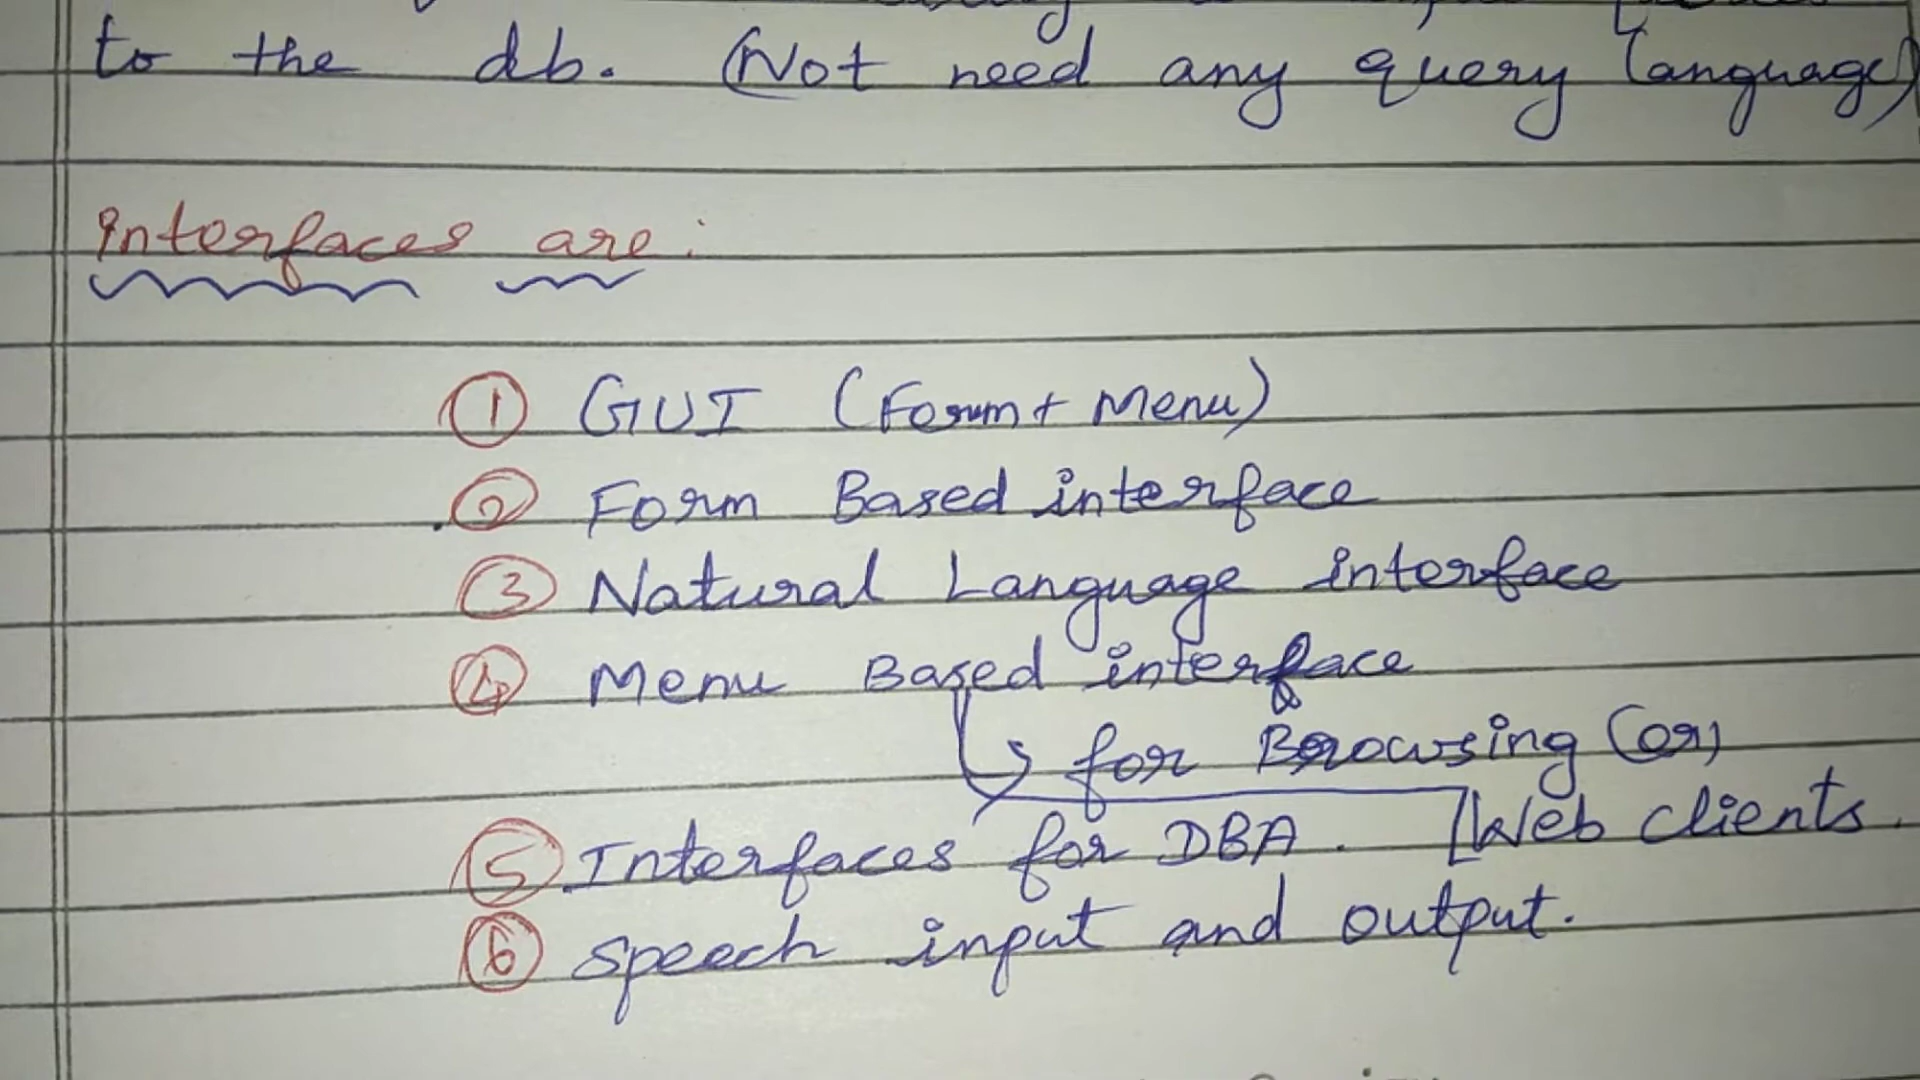 to the db. (Not need any query language)
Interfaces are:
① GUI (Form + Menu)
② Form Based interface
③ Natural Language interface
④ Menu Based interface
↳ for Browsing (or)
[Web clients.
⑤ Interfaces for DBA.
⑥ speech input and output.